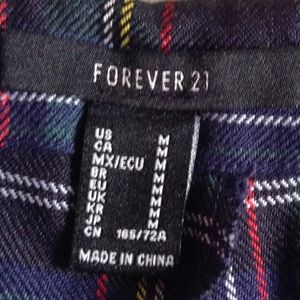 FOREVER 21
US M
CA M
MX/ECU M
BR M
EU M
UK M
KR M
JP M
CN 165/72A
MADE IN CHINA